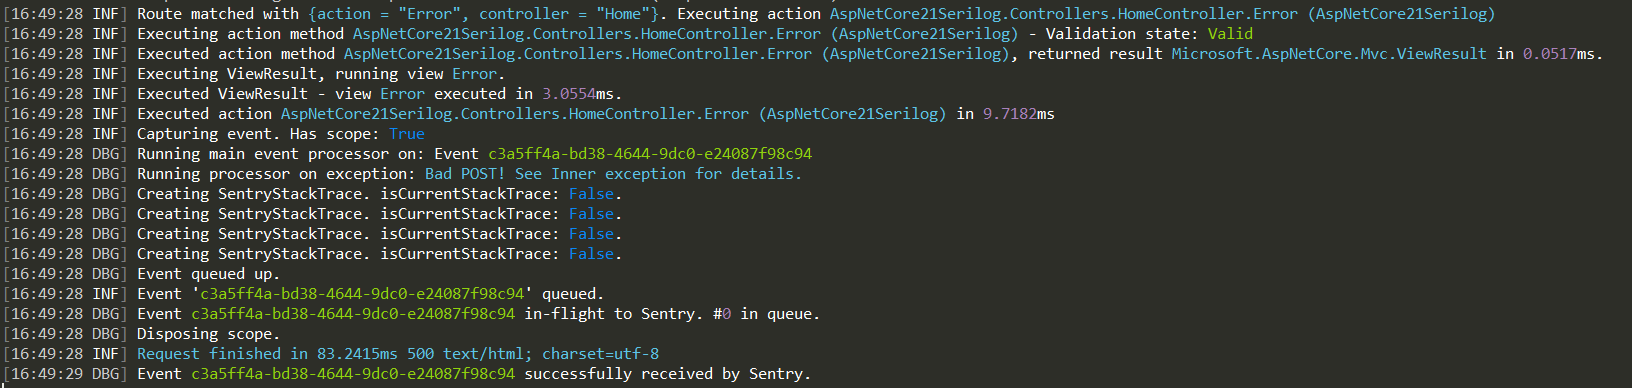 [16:49:28 INF] Route matched with {action = "Error", controller = "Home"}. Executing action AspNetCore21Serilog.Controllers.HomeController.Error (AspNetCore21Serilog)
[16:49:28 INF] Executing action method AspNetCore21Serilog.Controllers.HomeController.Error (AspNetCore21Serilog) - Validation state: Valid
[16:49:28 INF] Executed action method AspNetCore21Serilog.Controllers.HomeController.Error (AspNetCore21Serilog), returned result Microsoft.AspNetCore.Mvc.ViewResult in 0.0517ms.
[16:49:28 INF] Executing ViewResult, running view Error.
[16:49:28 INF] Executed ViewResult - view Error executed in 3.0554ms.
[16:49:28 INF] Executed action AspNetCore21Serilog.Controllers.HomeController.Error (AspNetCore21Serilog) in 9.7182ms
[16:49:28 INF] Capturing event. Has scope: True
[16:49:28 DBG] Running main event processor on: Event c3a5ff4a-bd38-4644-9dc0-e24087f98c94
[16:49:28 DBG] Running processor on exception: Bad POST! See Inner exception for details.
[16:49:28 DBG] Creating SentryStackTrace. isCurrentStackTrace: False.
[16:49:28 DBG] Creating SentryStackTrace. isCurrentStackTrace: False.
[16:49:28 DBG] Creating SentryStackTrace. isCurrentStackTrace: False.
[16:49:28 DBG] Creating SentryStackTrace. isCurrentStackTrace: False.
[16:49:28 DBG] Event queued up.
[16:49:28 INF] Event 'c3a5ff4a-bd38-4644-9dc0-e24087f98c94' queued.
[16:49:28 DBG] Event c3a5ff4a-bd38-4644-9dc0-e24087f98c94 in-flight to Sentry. #0 in queue.
[16:49:28 DBG] Disposing scope.
[16:49:28 INF] Request finished in 83.2415ms 500 text/html; charset=utf-8
[16:49:29 DBG] Event c3a5ff4a-bd38-4644-9dc0-e24087f98c94 successfully received by Sentry.